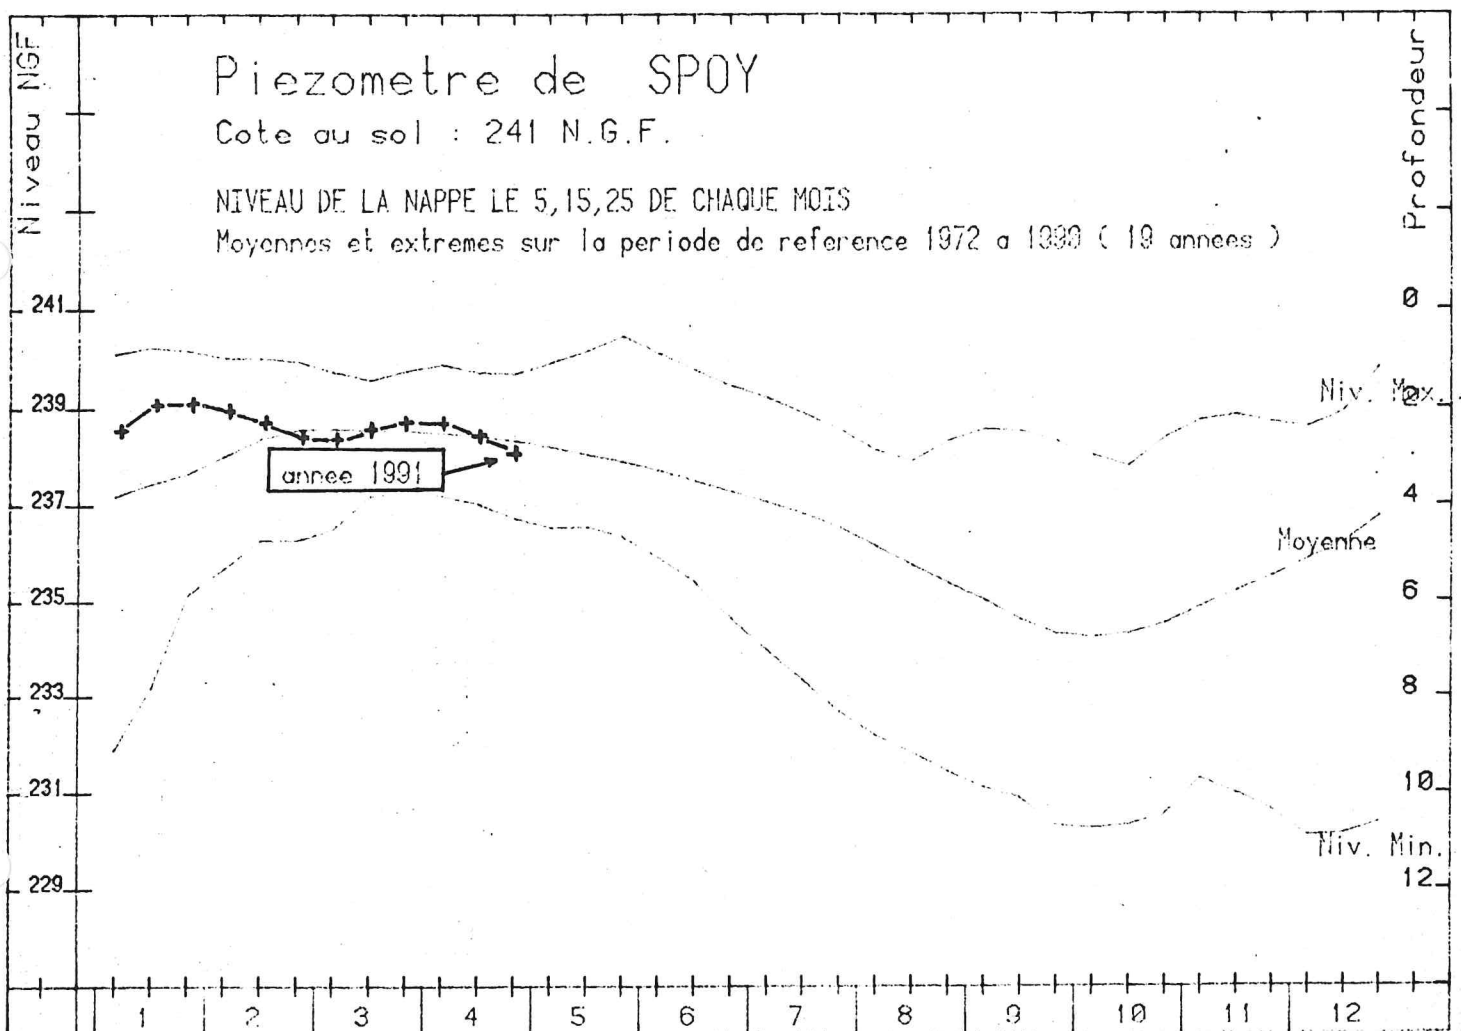 Niveau NGF
Piezometre de SPOY
Cote au sol : 241 N.G.F.
NIVEAU DE LA NAPPE LE 5,15,25 DE CHAQUE MOIS
Moyennes et extremes sur la periode de reference 1972 a 1990 ( 19 annees )
Profondeur
241
239
237
235
233
231
229
0
2
4
6
8
10
12
Niv. Max.
annee 1991
Moyenne
Niv. Min.
1 2 3 4 5 6 7 8 9 10 11 12